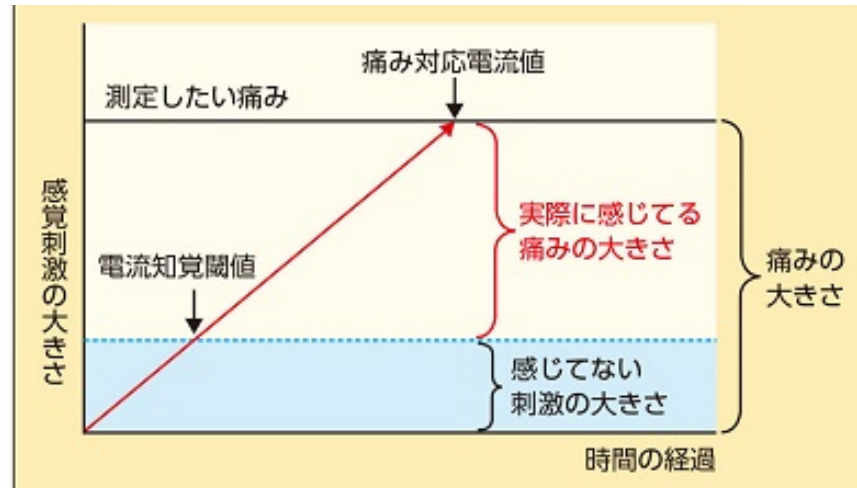 痛み対応電流値
測定したい痛み
感覚刺激の大きさ
実際に感じてる
痛みの大きさ
電流知覚閾値
痛みの
大きさ
感じてない
刺激の大きさ
時間の経過